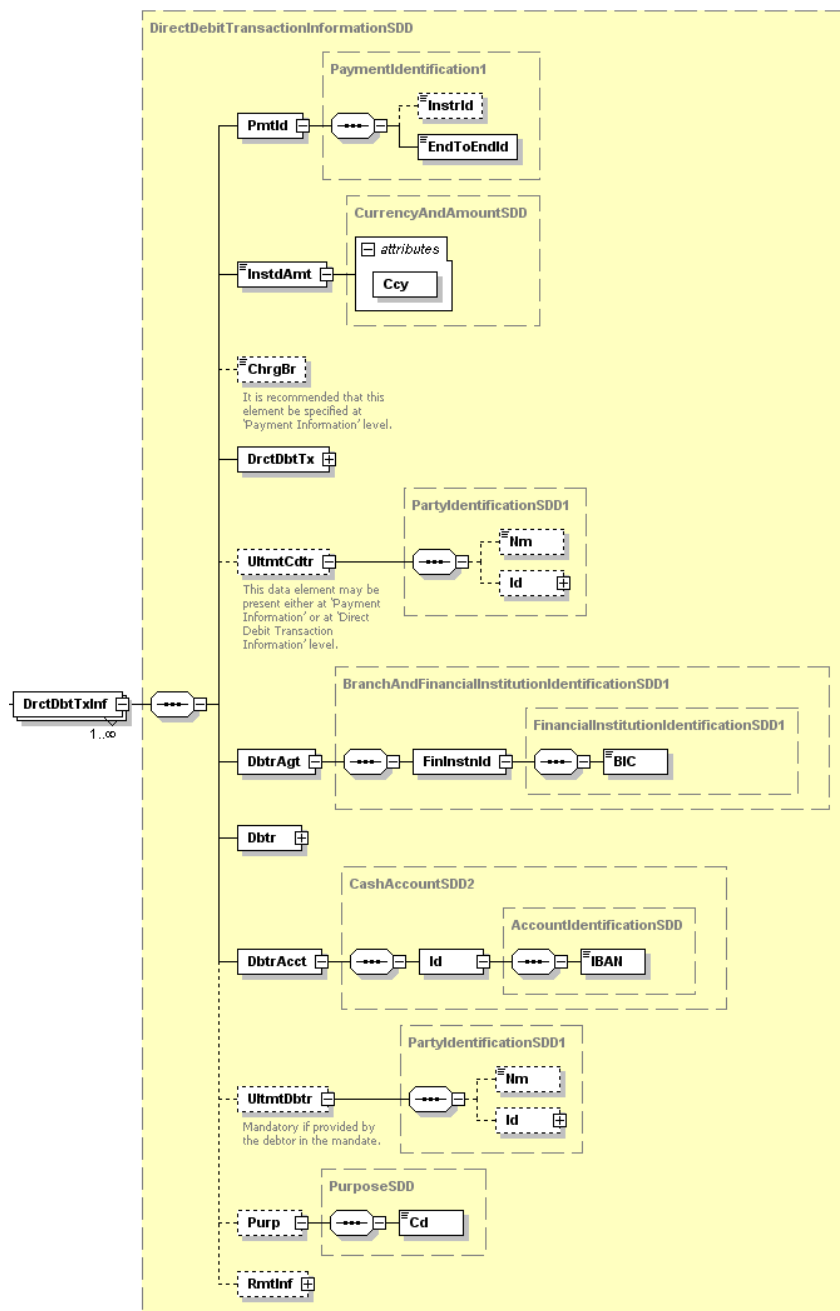 DirectDebitTransactionInformationSDD
PaymentIdentification1
InstrId
PmtId
EndToEndId
CurrencyAndAmountSDD
attributes
InstdAmt
Ccy
ChrgBr
It is recommended that this
element be specified at
'Payment Information' level.
DrctDbtTx
PartyIdentificationSDD1
Nm
UltmtCdtr
Id
This data element may be
present either at 'Payment
Information' or at 'Direct
Debit Transaction
Information' level.
BranchAndFinancialInstitutionIdentificationSDD1
DrctDbtTxInf
1..∞
FinancialInstitutionIdentificationSDD1
DbtrAgt
FinInstnId
BIC
Dbtr
CashAccountSDD2
AccountIdentificationSDD
DbtrAcct
Id
IBAN
PartyIdentificationSDD1
Nm
UltmtDbtr
Id
Mandatory if provided by
the debtor in the mandate.
PurposeSDD
Purp
Cd
RmtInf